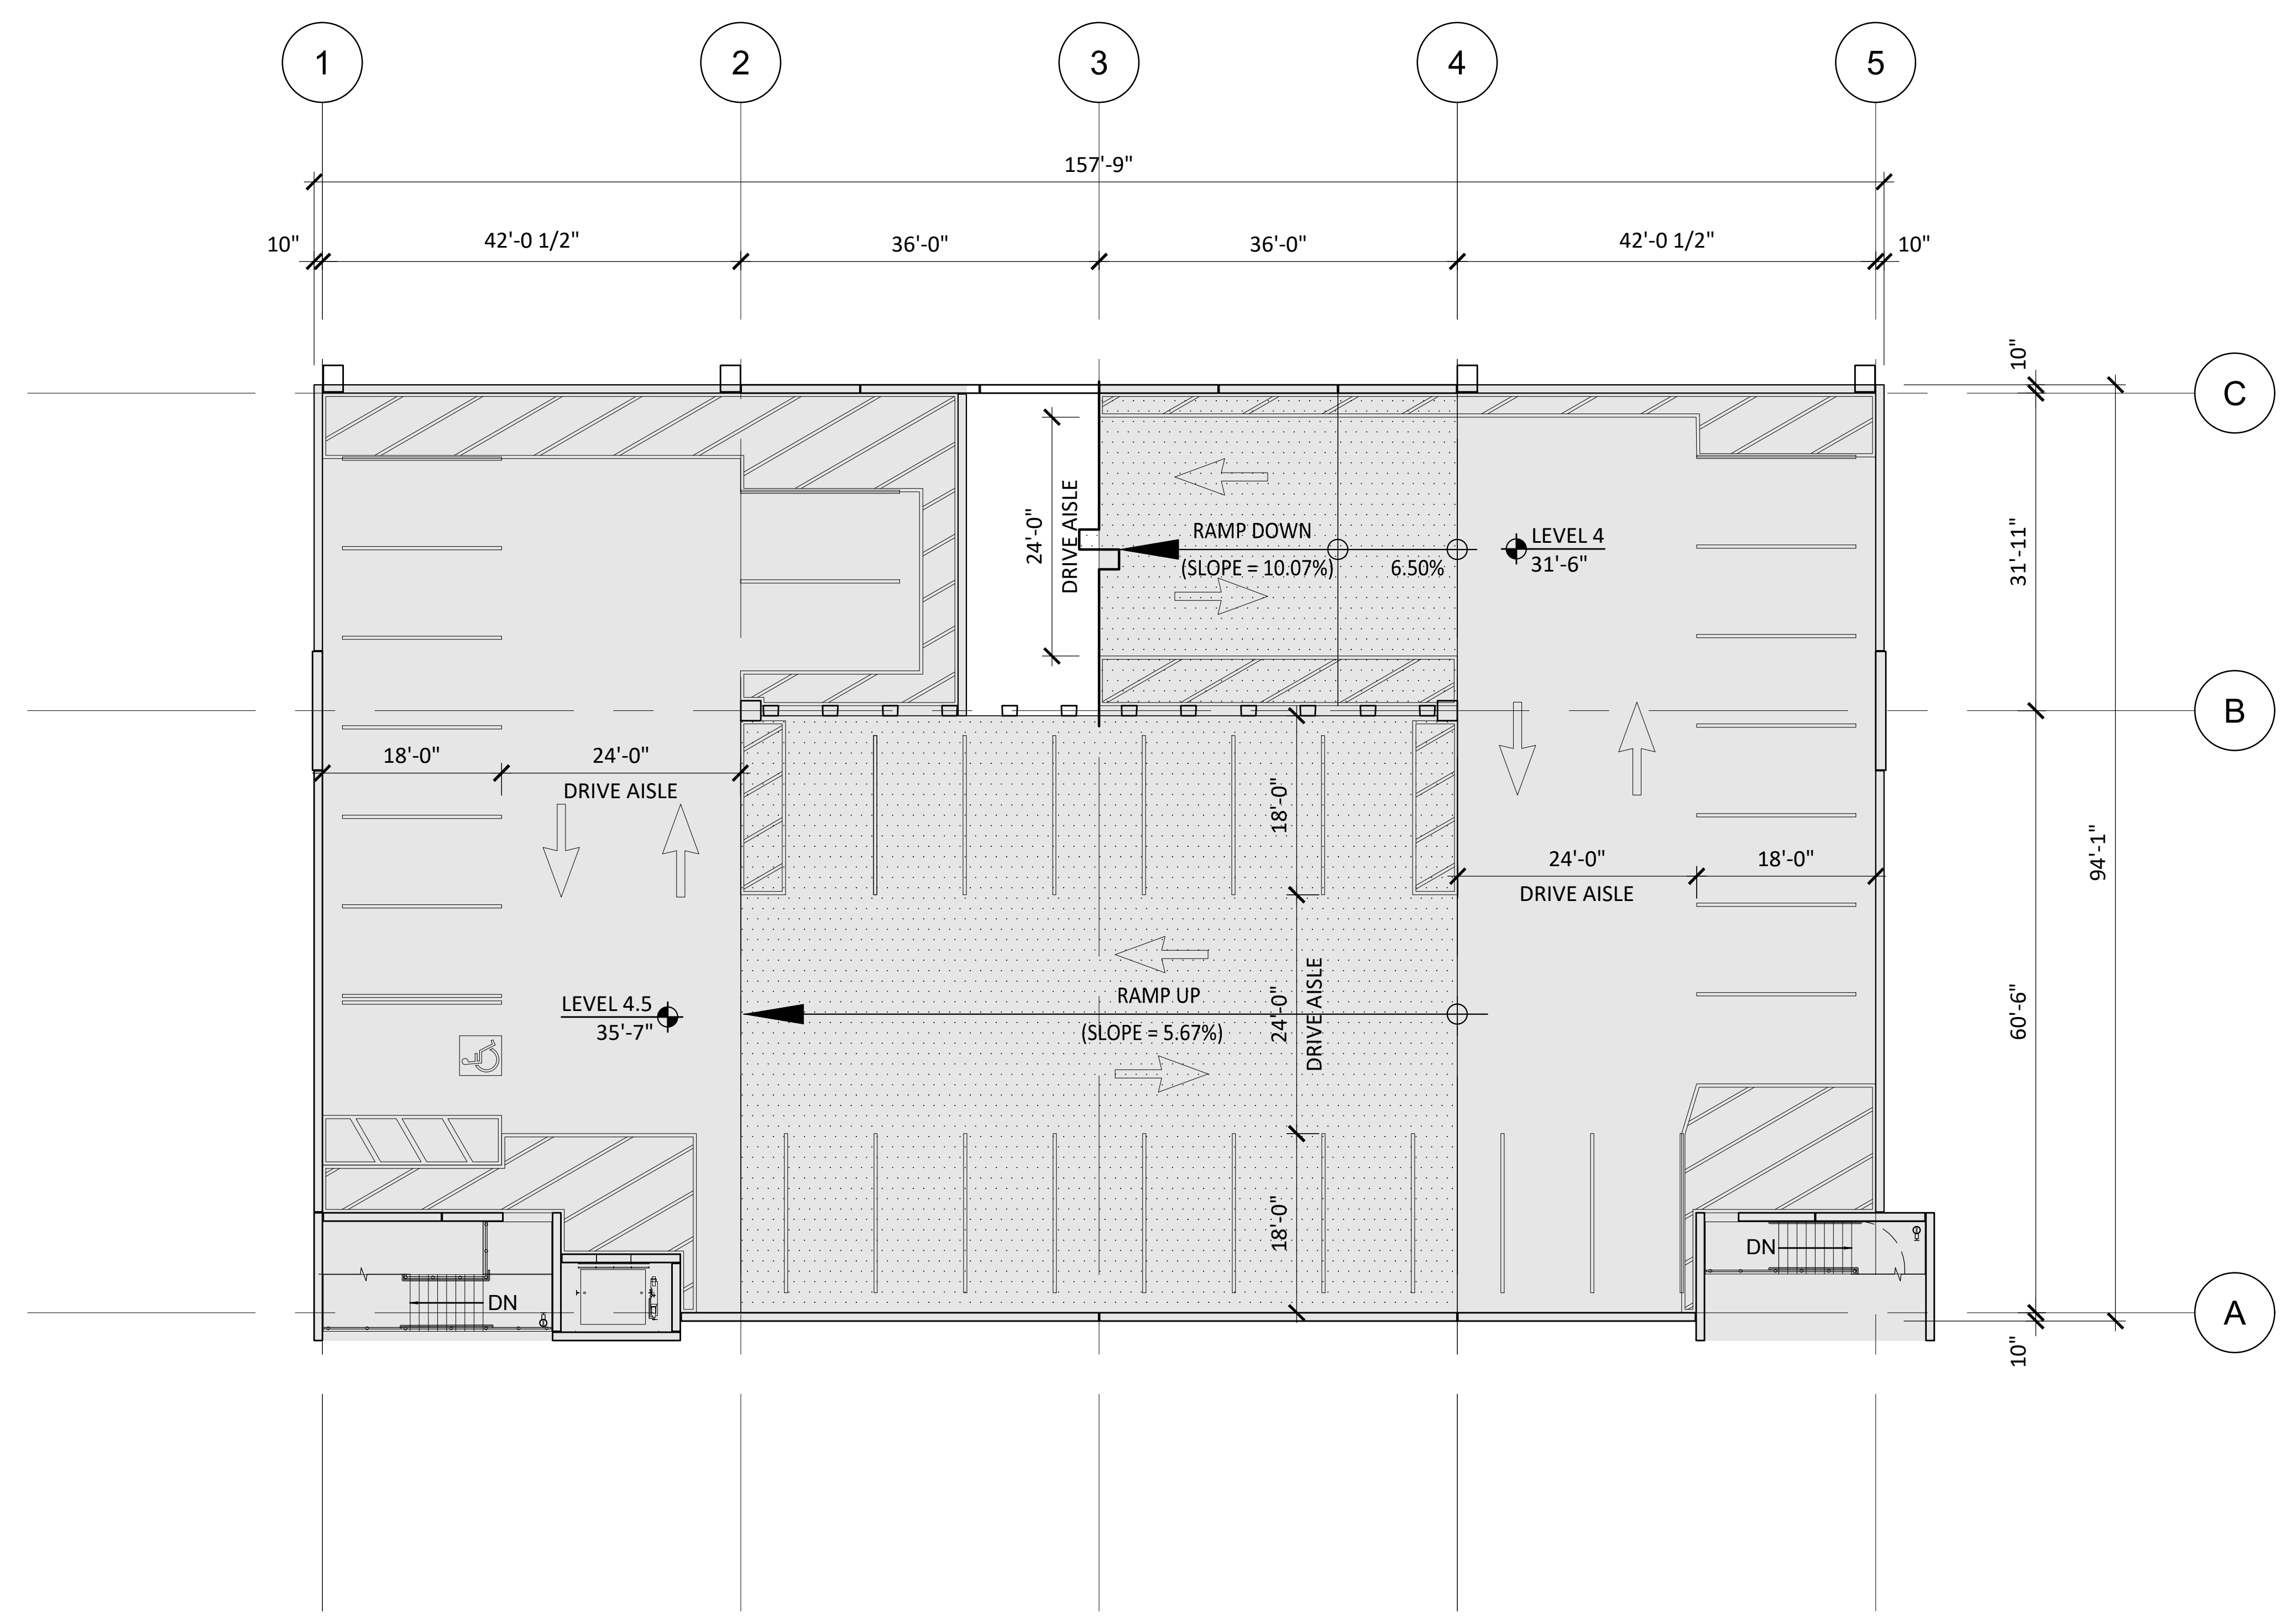 1
2
3
4
5
157'-9"
10"
42'-0 1/2"
36'-0"
36'-0"
42'-0 1/2"
10"
10"
C
24'-0"
DRIVE AISLE
RAMP DOWN
(SLOPE = 10.07%)
6.50%
LEVEL 4
31'-6"
31'-11"
B
18'-0"
24'-0"
DRIVE AISLE
18'-0"
24'-0"
18'-0"
DRIVE AISLE
94'-1"
LEVEL 4.5
35'-7"
RAMP UP
(SLOPE = 5.67%)
24'-0"
DRIVE AISLE
60'-6"
18'-0"
DN
DN
A
10"